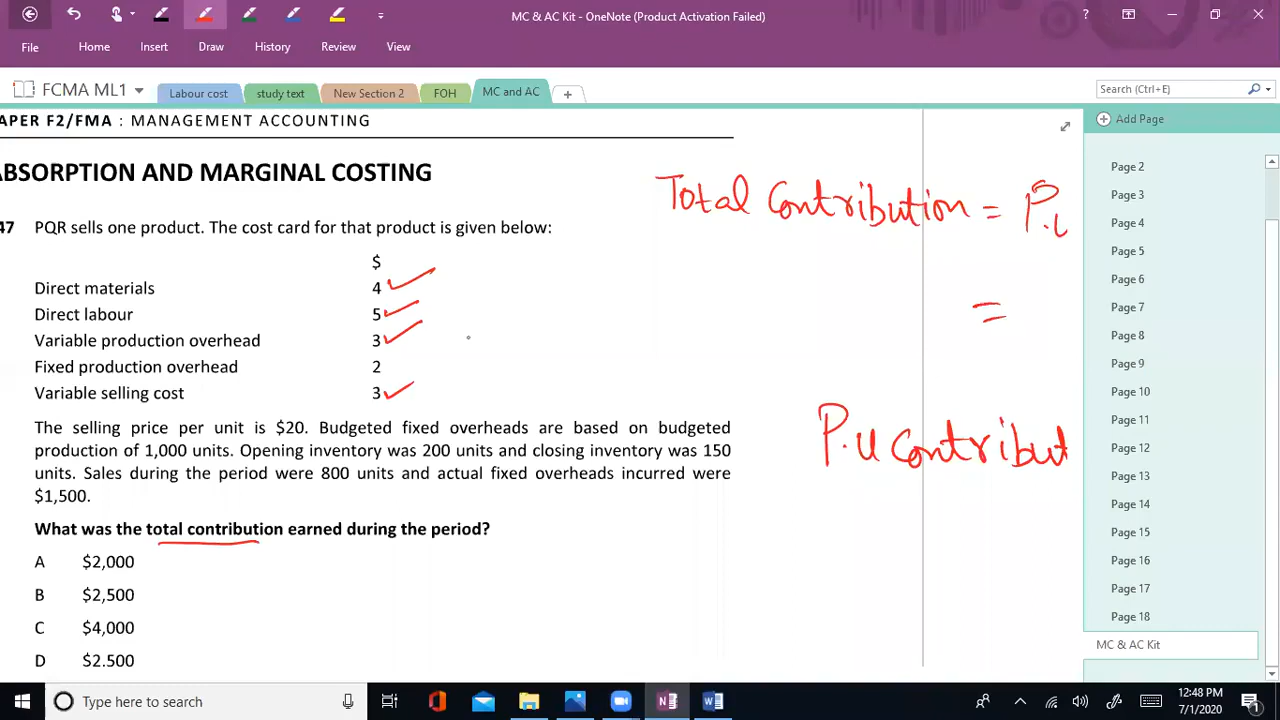 MC & AC Kit - OneNote (Product Activation Failed)
?
File Home Insert Draw History Review View
FCMA ML1 Labour cost study text New Section 2 FOH MC and AC
Search (Ctrl+E)
Add Page
APER F2/FMA : MANAGEMENT ACCOUNTING
ABSORPTION AND MARGINAL COSTING
47 PQR sells one product. The cost card for that product is given below:
$
Direct materials 4
Direct labour 5
Variable production overhead 3
Fixed production overhead 2
Variable selling cost 3
The selling price per unit is $20. Budgeted fixed overheads are based on budgeted
production of 1,000 units. Opening inventory was 200 units and closing inventory was 150
units. Sales during the period were 800 units and actual fixed overheads incurred were
$1,500.
What was the total contribution earned during the period?
A $2,000
B $2,500
C $4,000
D $2.500
Total Contribution = P.u
=
P.u contribut
Page 2
Page 3
Page 4
Page 5
Page 6
Page 7
Page 8
Page 9
Page 10
Page 11
Page 12
Page 13
Page 14
Page 15
Page 16
Page 17
Page 18
MC & AC Kit
Type here to search
12:48 PM
7/1/2020